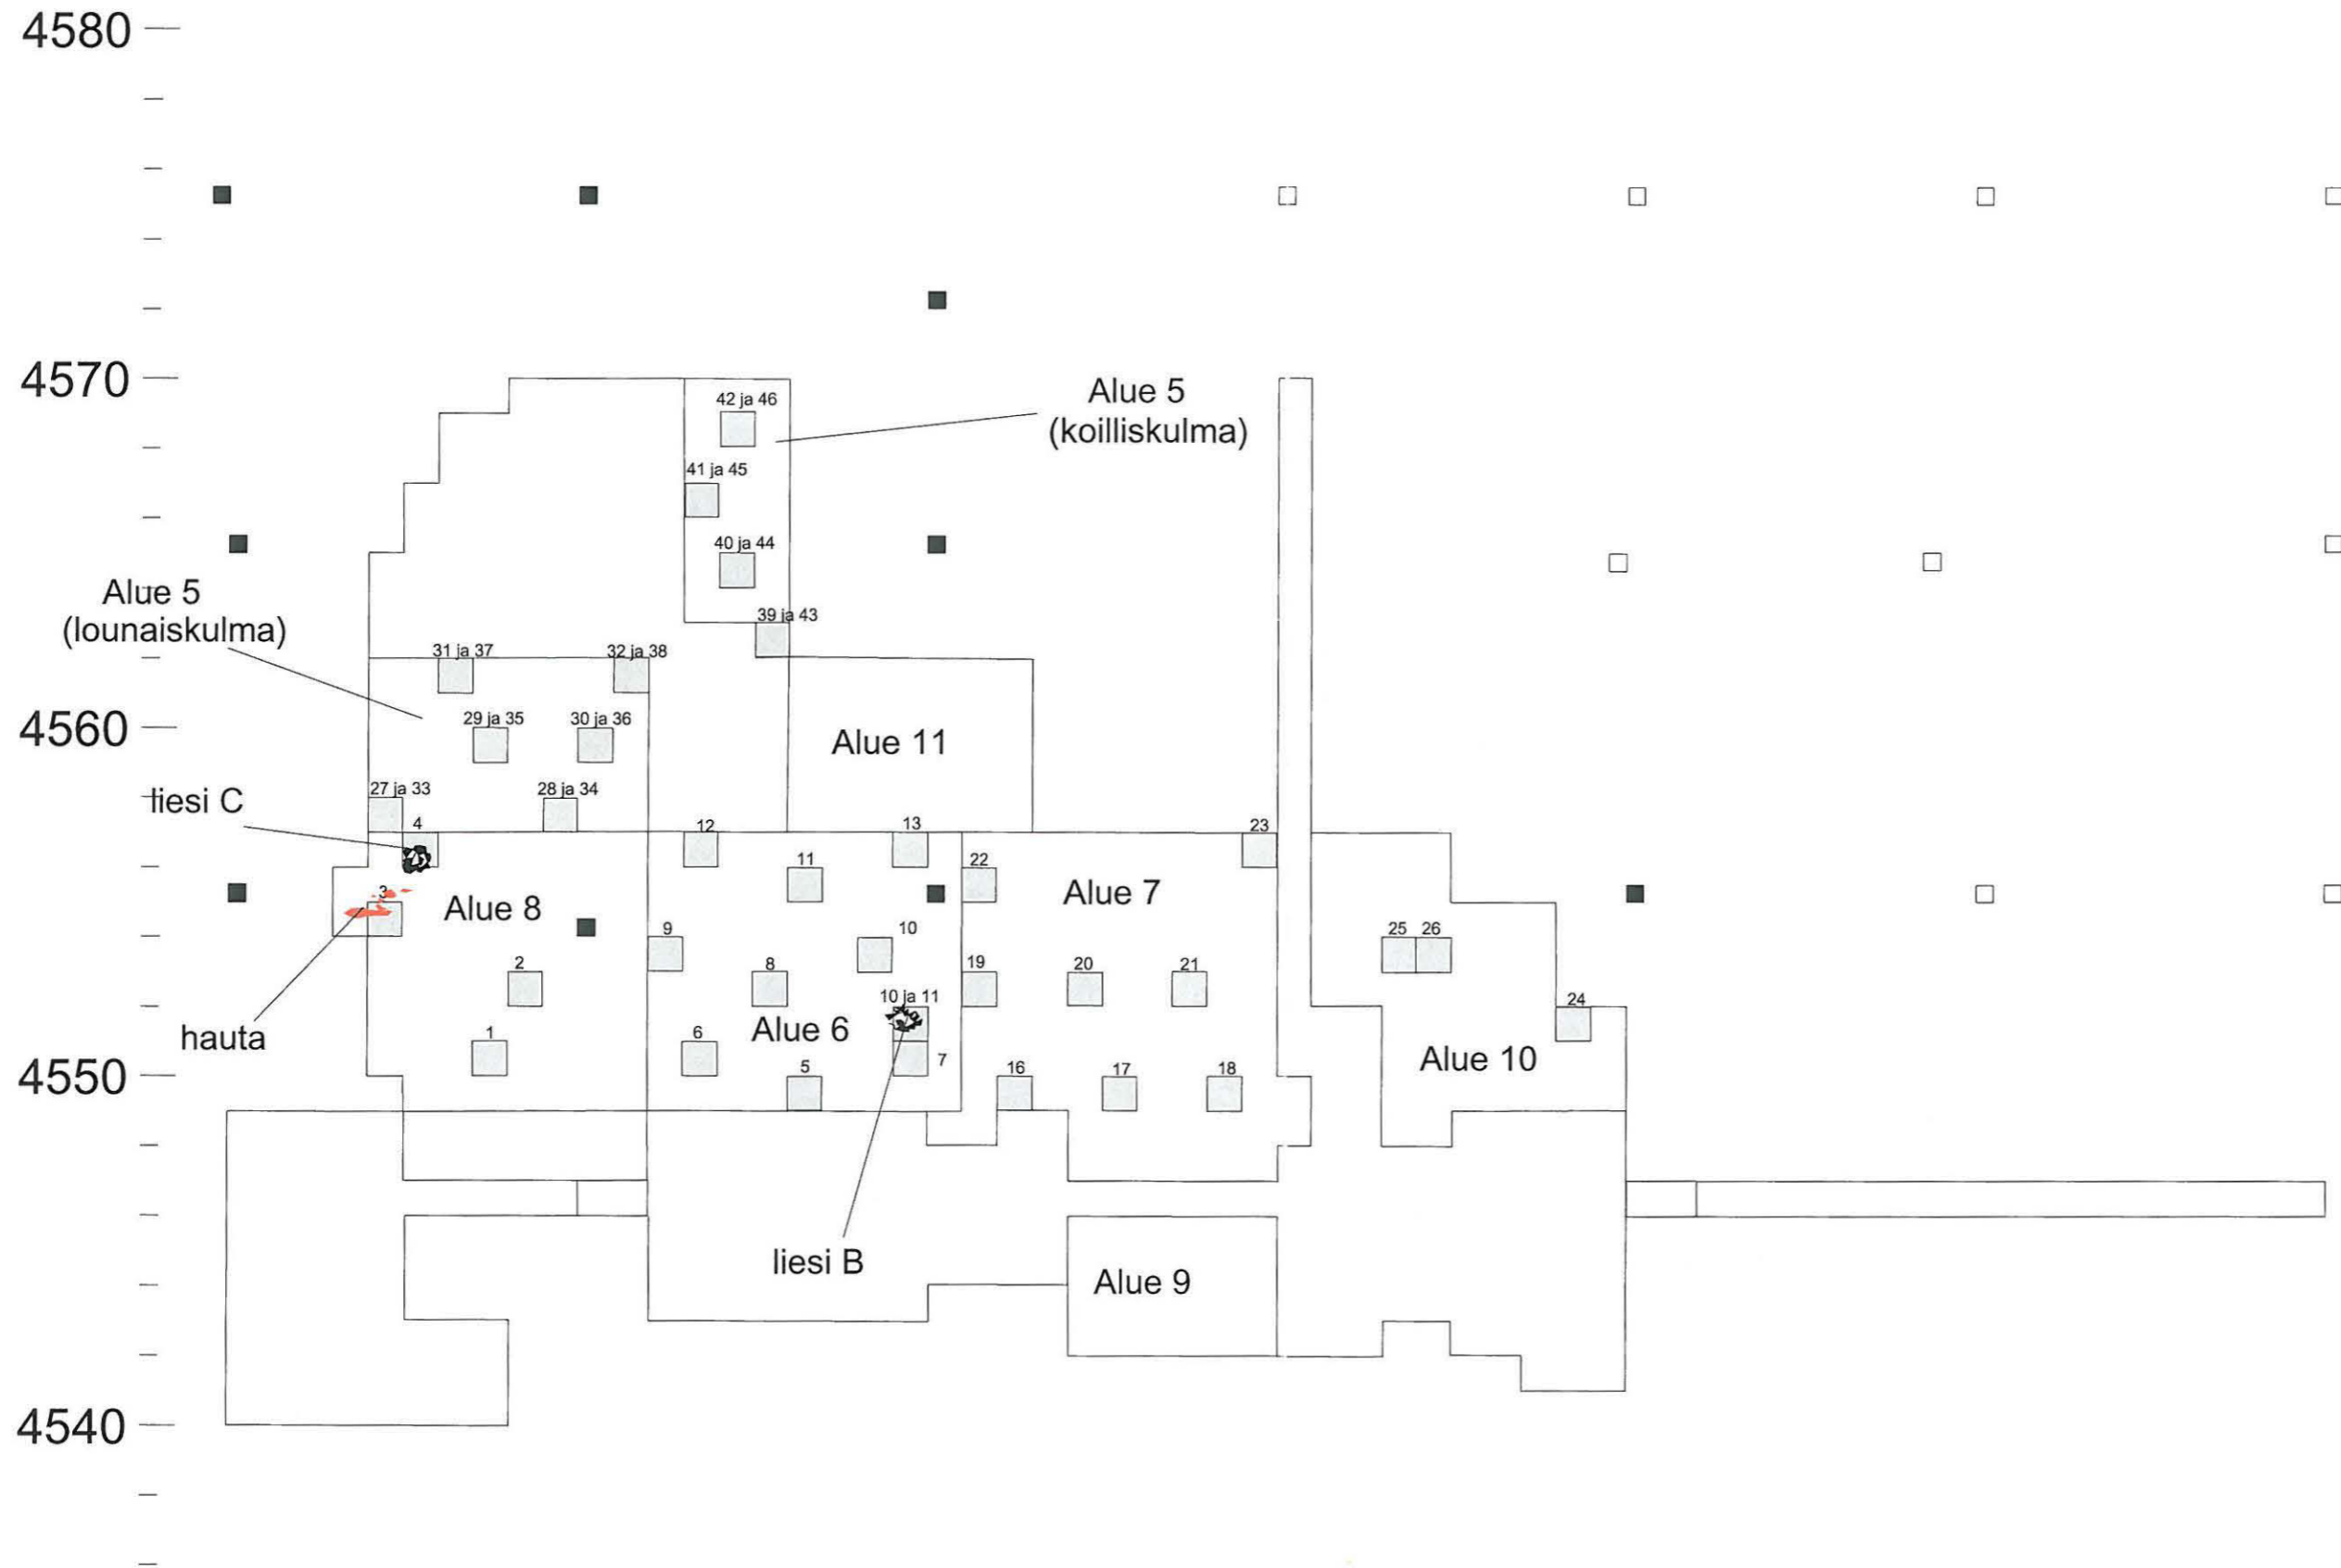 4580
4570
42 ja 46
Alue 5
(koilliskulma)
41 ja 45
40 ja 44
Alue 5
(lounaiskulma)
39 ja 43
31 ja 37
32 ja 38
4560
29 ja 35
30 ja 36
Alue 11
27 ja 33
28 ja 34
liesi C
4
12
13
23
11
22
3
Alue 8
Alue 7
9
10
25
26
2
8
19
20
21
10 ja 11
24
hauta
1
6
Alue 6
7
Alue 10
4550
5
16
17
18
liesi B
Alue 9
4540